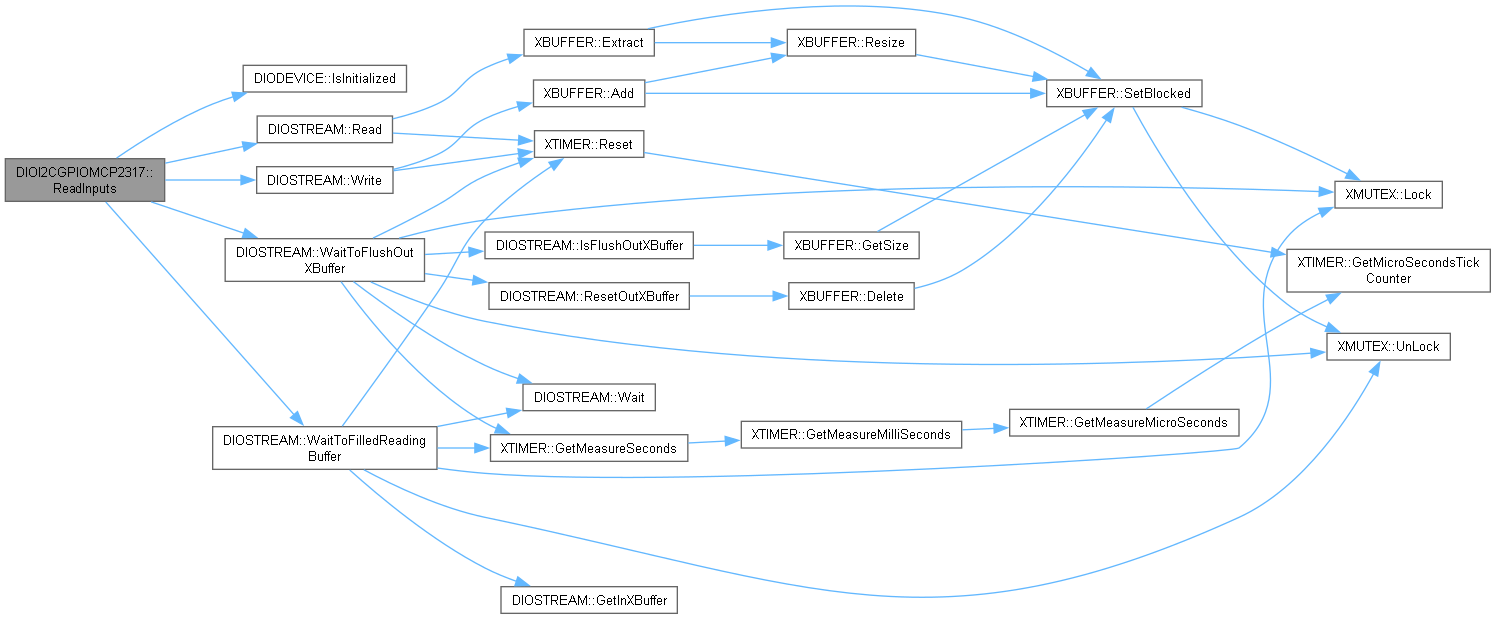 DIOI2CGPIOMCP2317::
ReadInputs
DIODEVICE::IsInitialized
DIOSTREAM::Read
DIOSTREAM::Write
DIOSTREAM::WaitToFlushOut
XBuffer
DIOSTREAM::WaitToFilledReading
Buffer
XBUFFER::Extract
XBUFFER::Add
XTIMER::Reset
DIOSTREAM::IsFlushOutXBuffer
DIOSTREAM::ResetOutXBuffer
DIOSTREAM::Wait
XTIMER::GetMeasureSeconds
DIOSTREAM::GetInXBuffer
XBUFFER::Resize
XBUFFER::GetSize
XBUFFER::Delete
XTIMER::GetMeasureMilliSeconds
XBUFFER::SetBlocked
XTIMER::GetMeasureMicroSeconds
XMUTEX::Lock
XTIMER::GetMicroSecondsTick
Counter
XMUTEX::UnLock